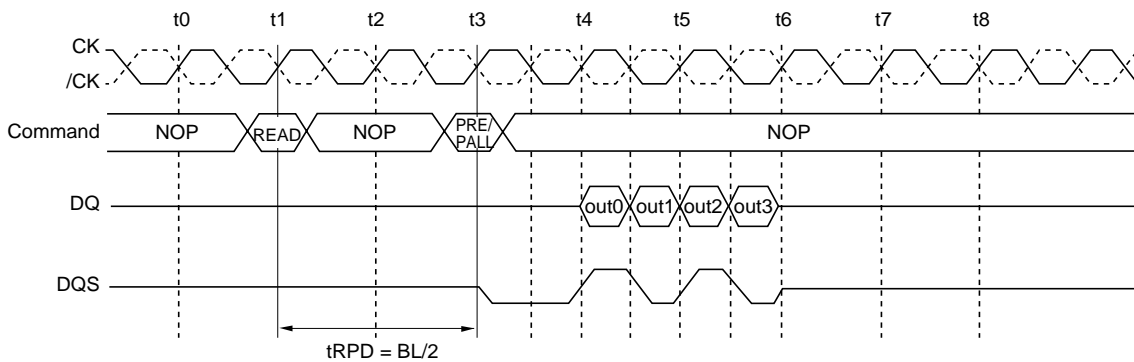 t0 t1 t2 t3 t4 t5 t6 t7 t8
CK
/CK
Command NOP READ NOP PRE/ PALL NOP
DQ out0 out1 out2 out3
DQS
tRPD = BL/2